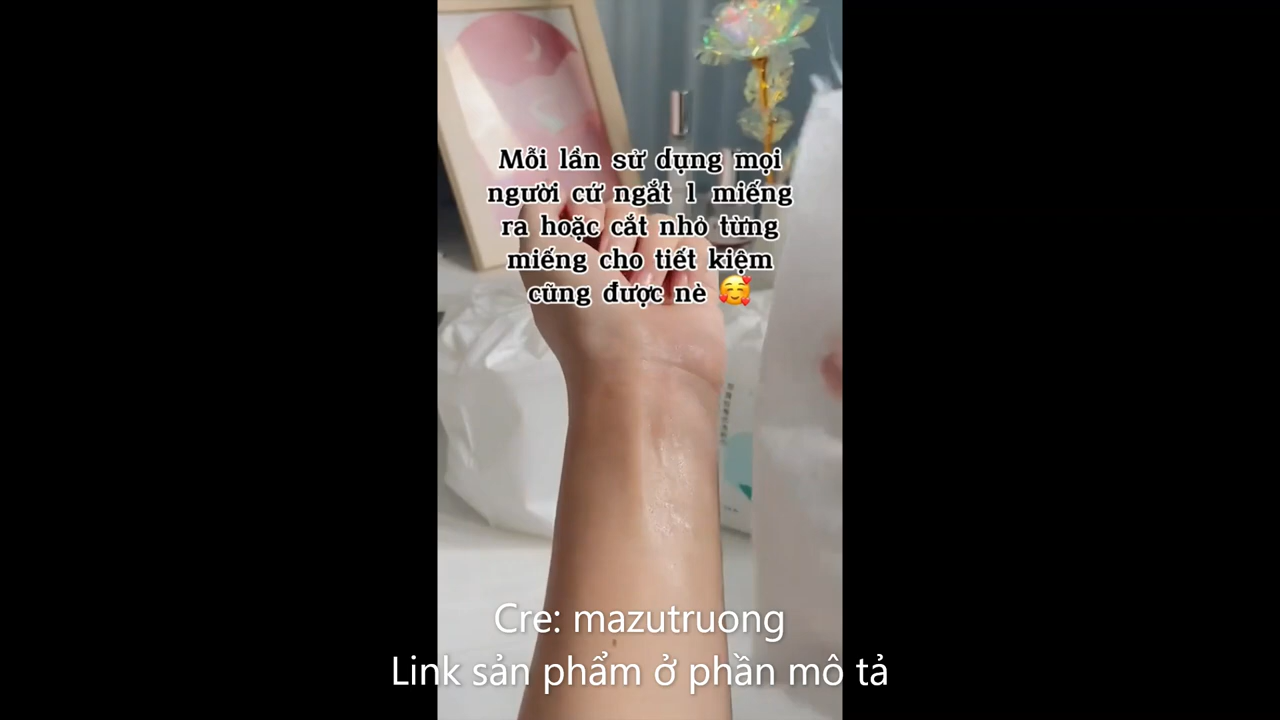 Mỗi lần sử dụng mọi
người cứ ngắt 1 miếng
ra hoặc cắt nhỏ từng
miếng cho tiết kiệm
cũng được nè 🥰
Cre: mazutruong
Link sản phẩm ở phần mô tả